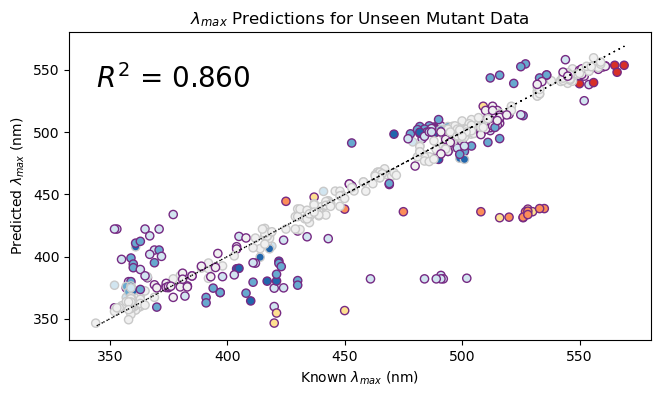 λmax Predictions for Unseen Mutant Data
R² = 0.860
Predicted λmax (nm)
550
500
450
400
350
350 400 450 500 550
Known λmax (nm)